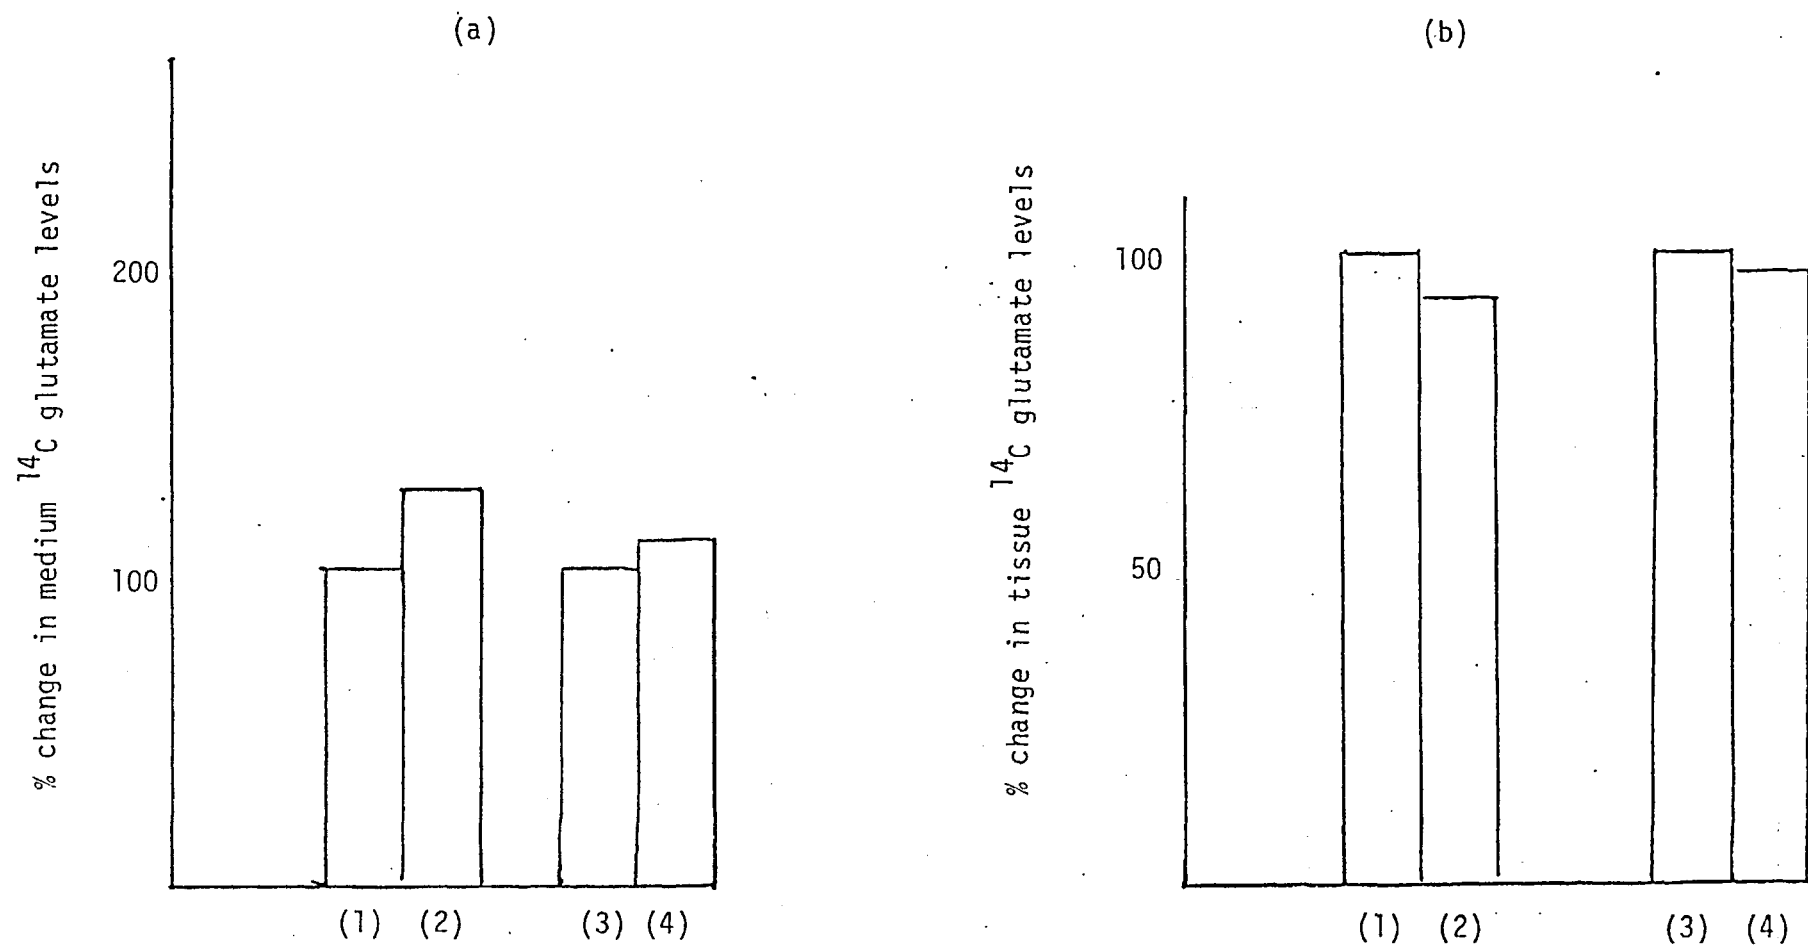 (a)
% change in medium ¹⁴C glutamate levels
200
100
(1) (2) (3) (4)
(b)
% change in tissue ¹⁴C glutamate levels
100
50
(1) (2) (3) (4)